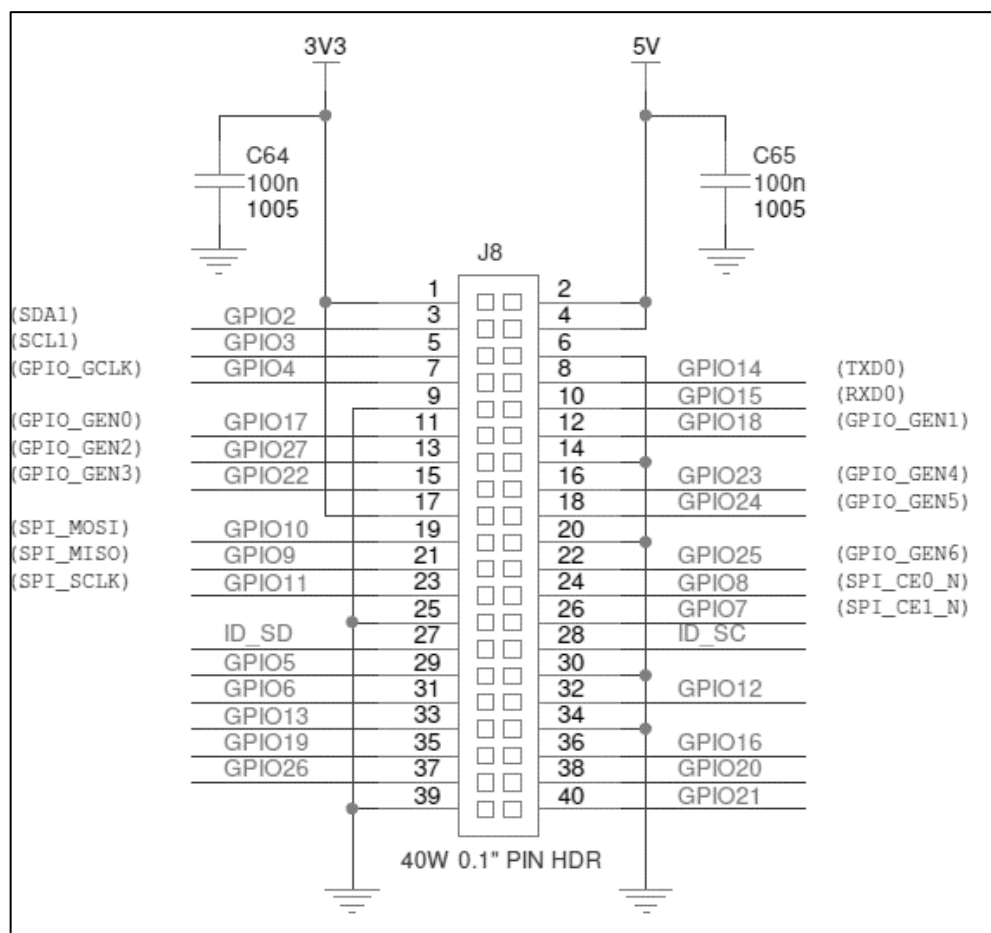 3V3 5V
C64 C65
100n 100n
1005 1005
J8
1 2
(SDA1) GPIO2 3 4
(SCL1) GPIO3 5 6
(GPIO_GCLK) GPIO4 7 8 GPIO14 (TXD0)
9 10 GPIO15 (RXD0)
(GPIO_GEN0) GPIO17 11 12 GPIO18 (GPIO_GEN1)
(GPIO_GEN2) GPIO27 13 14
(GPIO_GEN3) GPIO22 15 16 GPIO23 (GPIO_GEN4)
17 18 GPIO24 (GPIO_GEN5)
(SPI_MOSI) GPIO10 19 20
(SPI_MISO) GPIO9 21 22 GPIO25 (GPIO_GEN6)
(SPI_SCLK) GPIO11 23 24 GPIO8 (SPI_CE0_N)
25 26 GPIO7 (SPI_CE1_N)
ID_SD 27 28 ID_SC
GPIO5 29 30
GPIO6 31 32 GPIO12
GPIO13 33 34
GPIO19 35 36 GPIO16
GPIO26 37 38 GPIO20
39 40 GPIO21
40W 0.1" PIN HDR